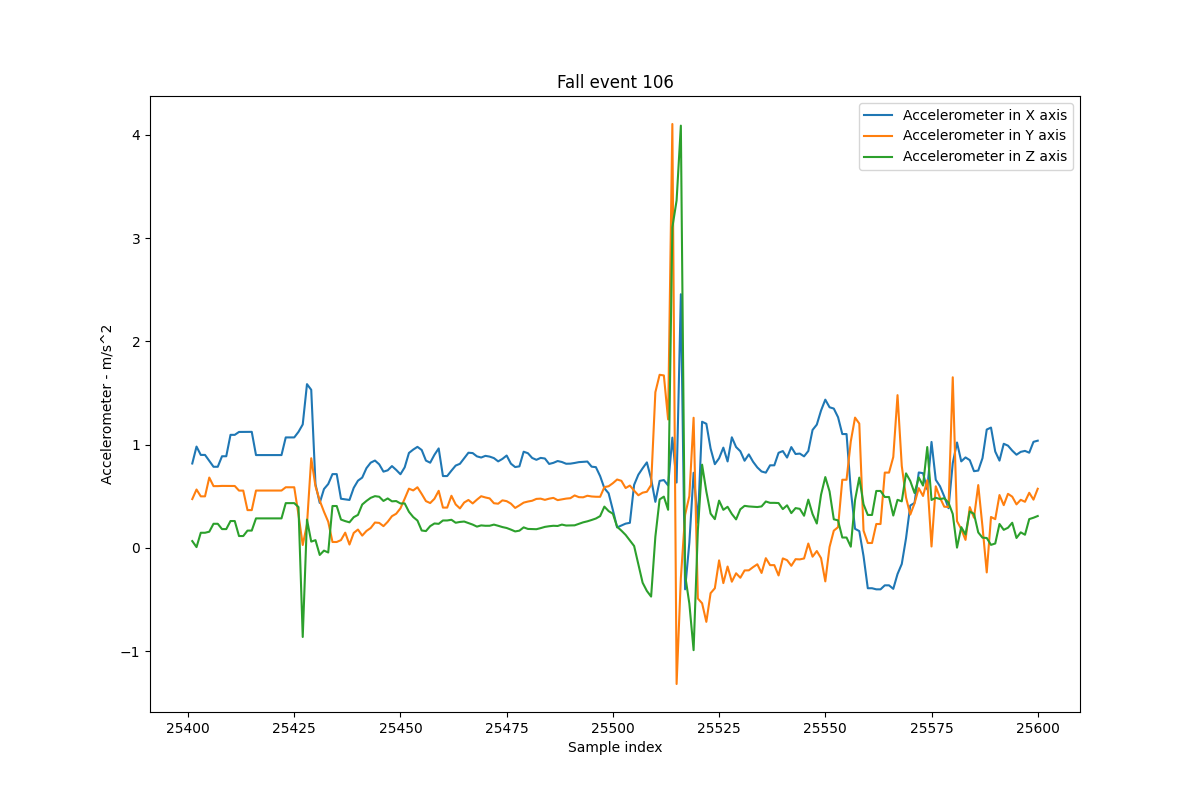 Fall event 106
Accelerometer in X axis
Accelerometer in Y axis
Accelerometer in Z axis
Accelerometer - m/s^2
4
3
2
1
0
−1
25400 25425 25450 25475 25500 25525 25550 25575 25600
Sample index